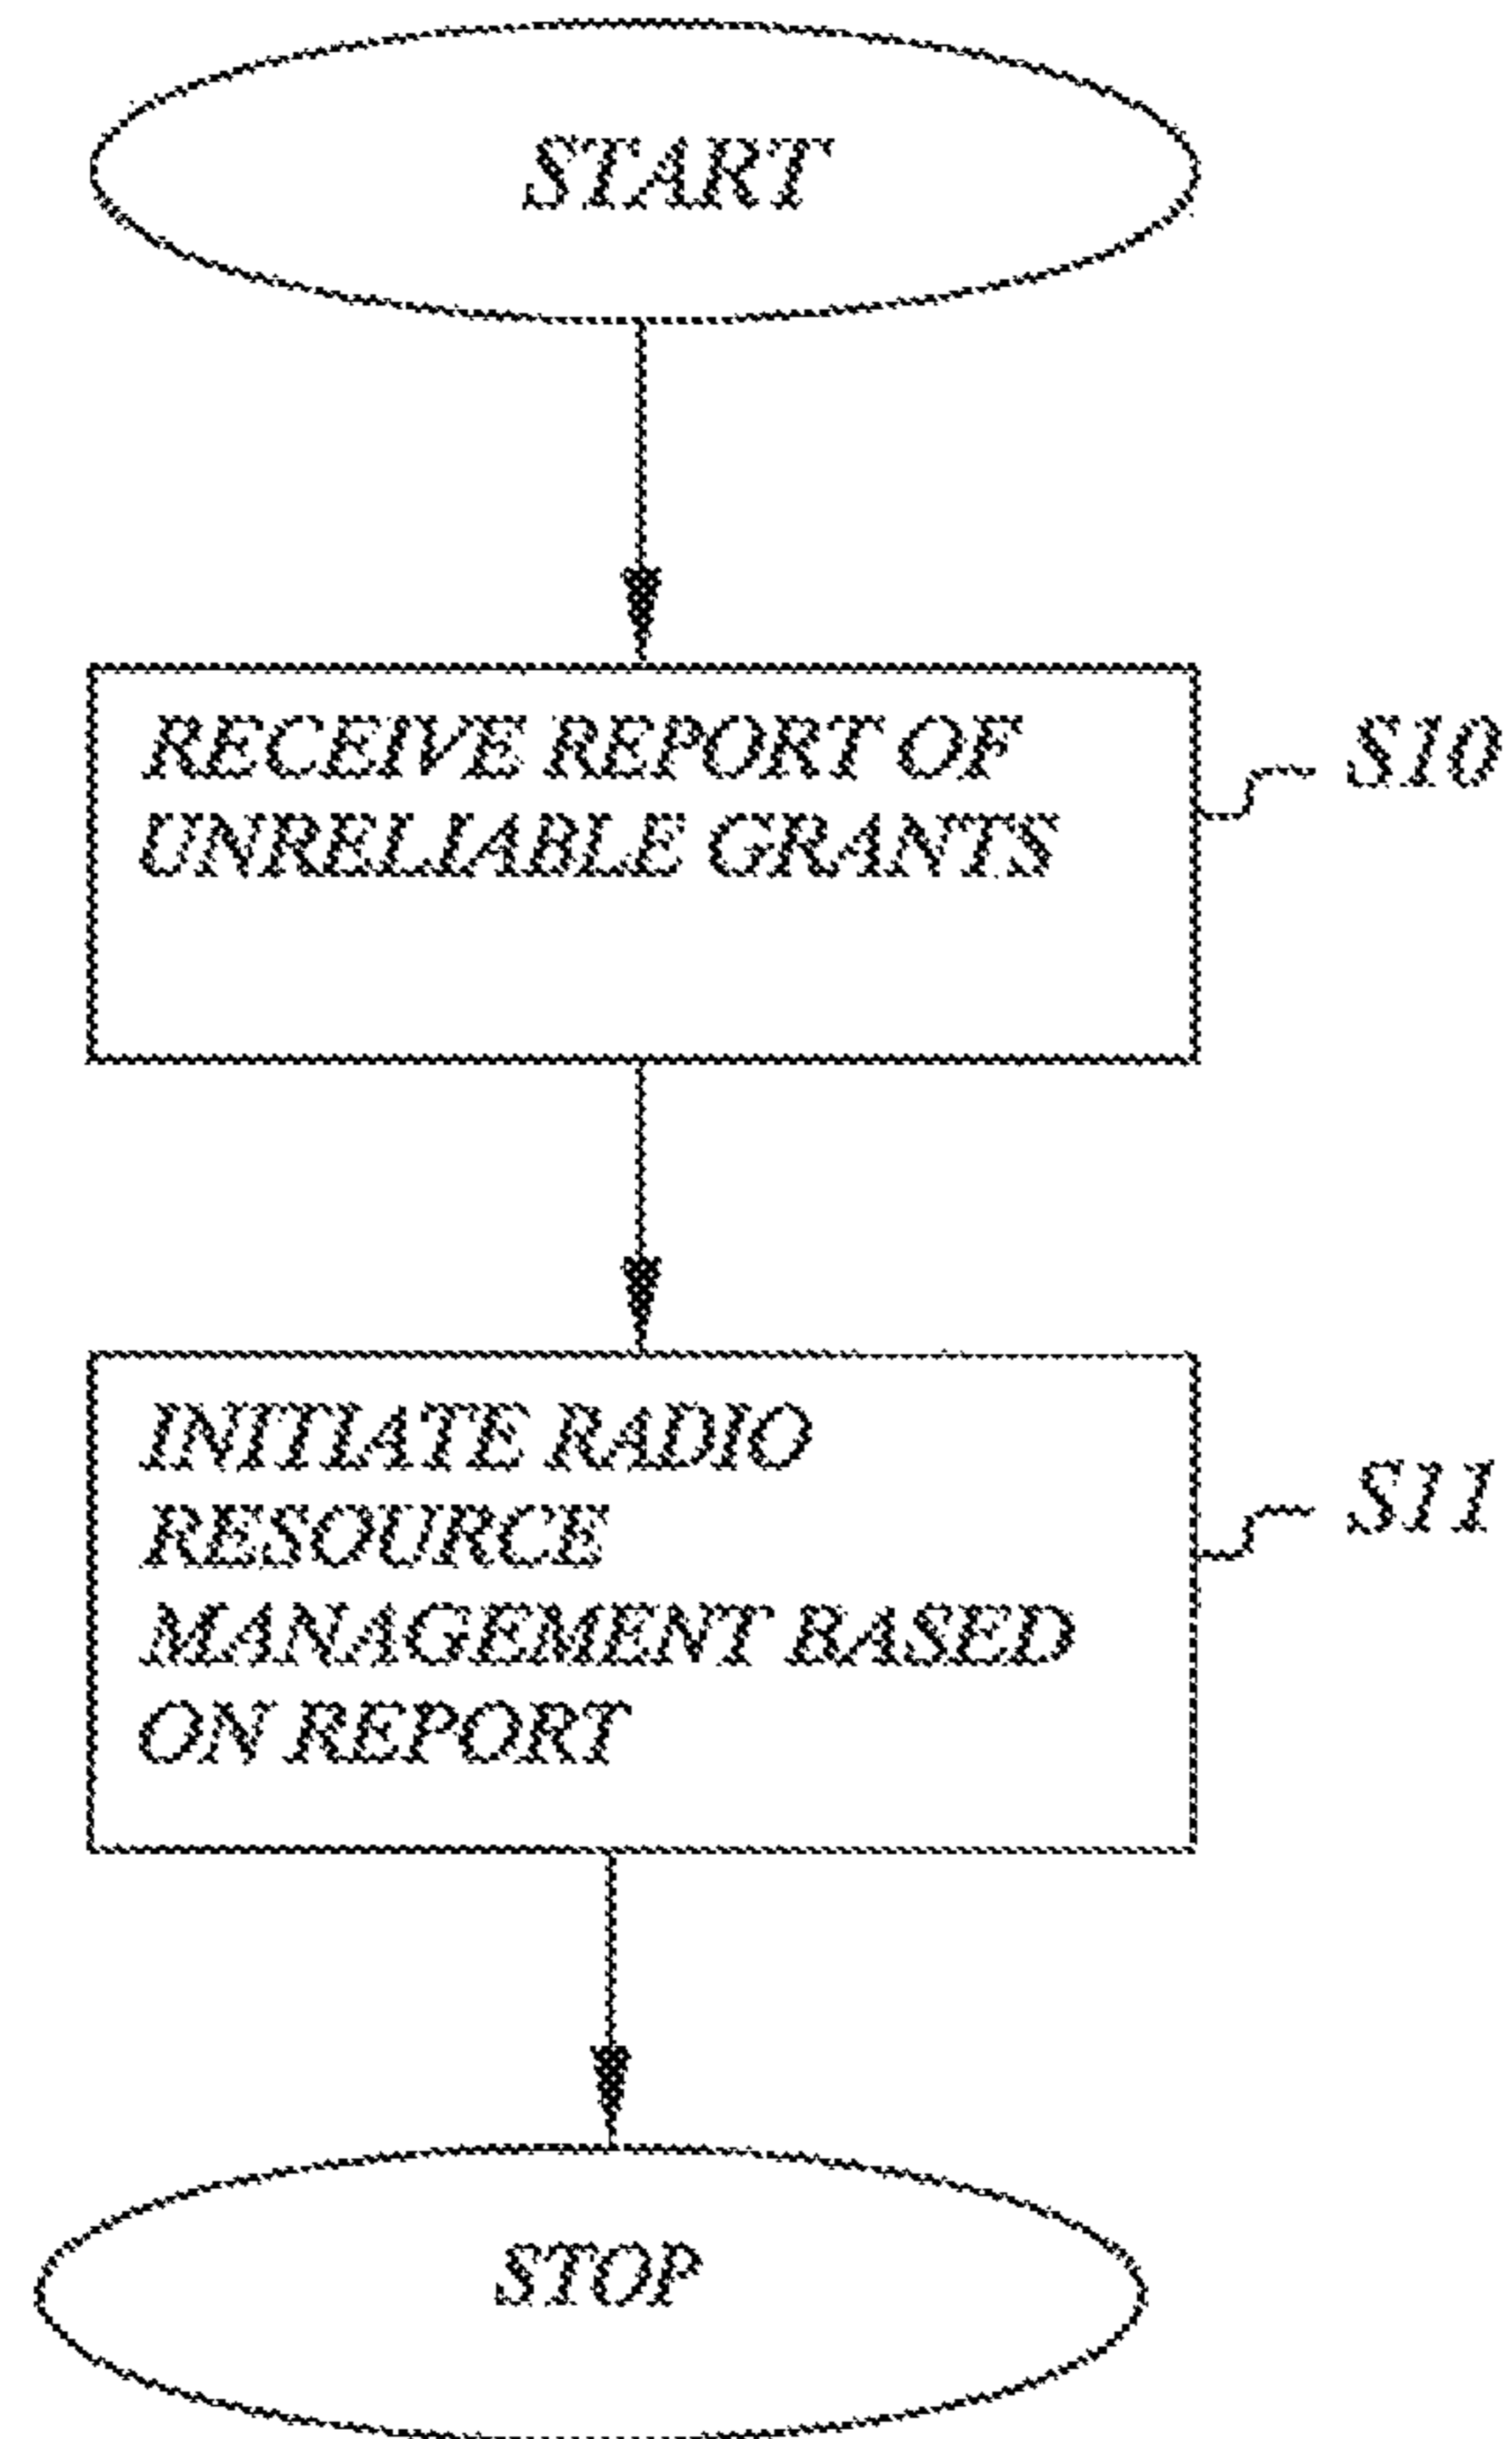 START
RECEIVE REPORT OF
UNRELIABLE GRANTS
S10
INITIATE RADIO
RESOURCE
MANAGEMENT BASED
ON REPORT
S11
STOP